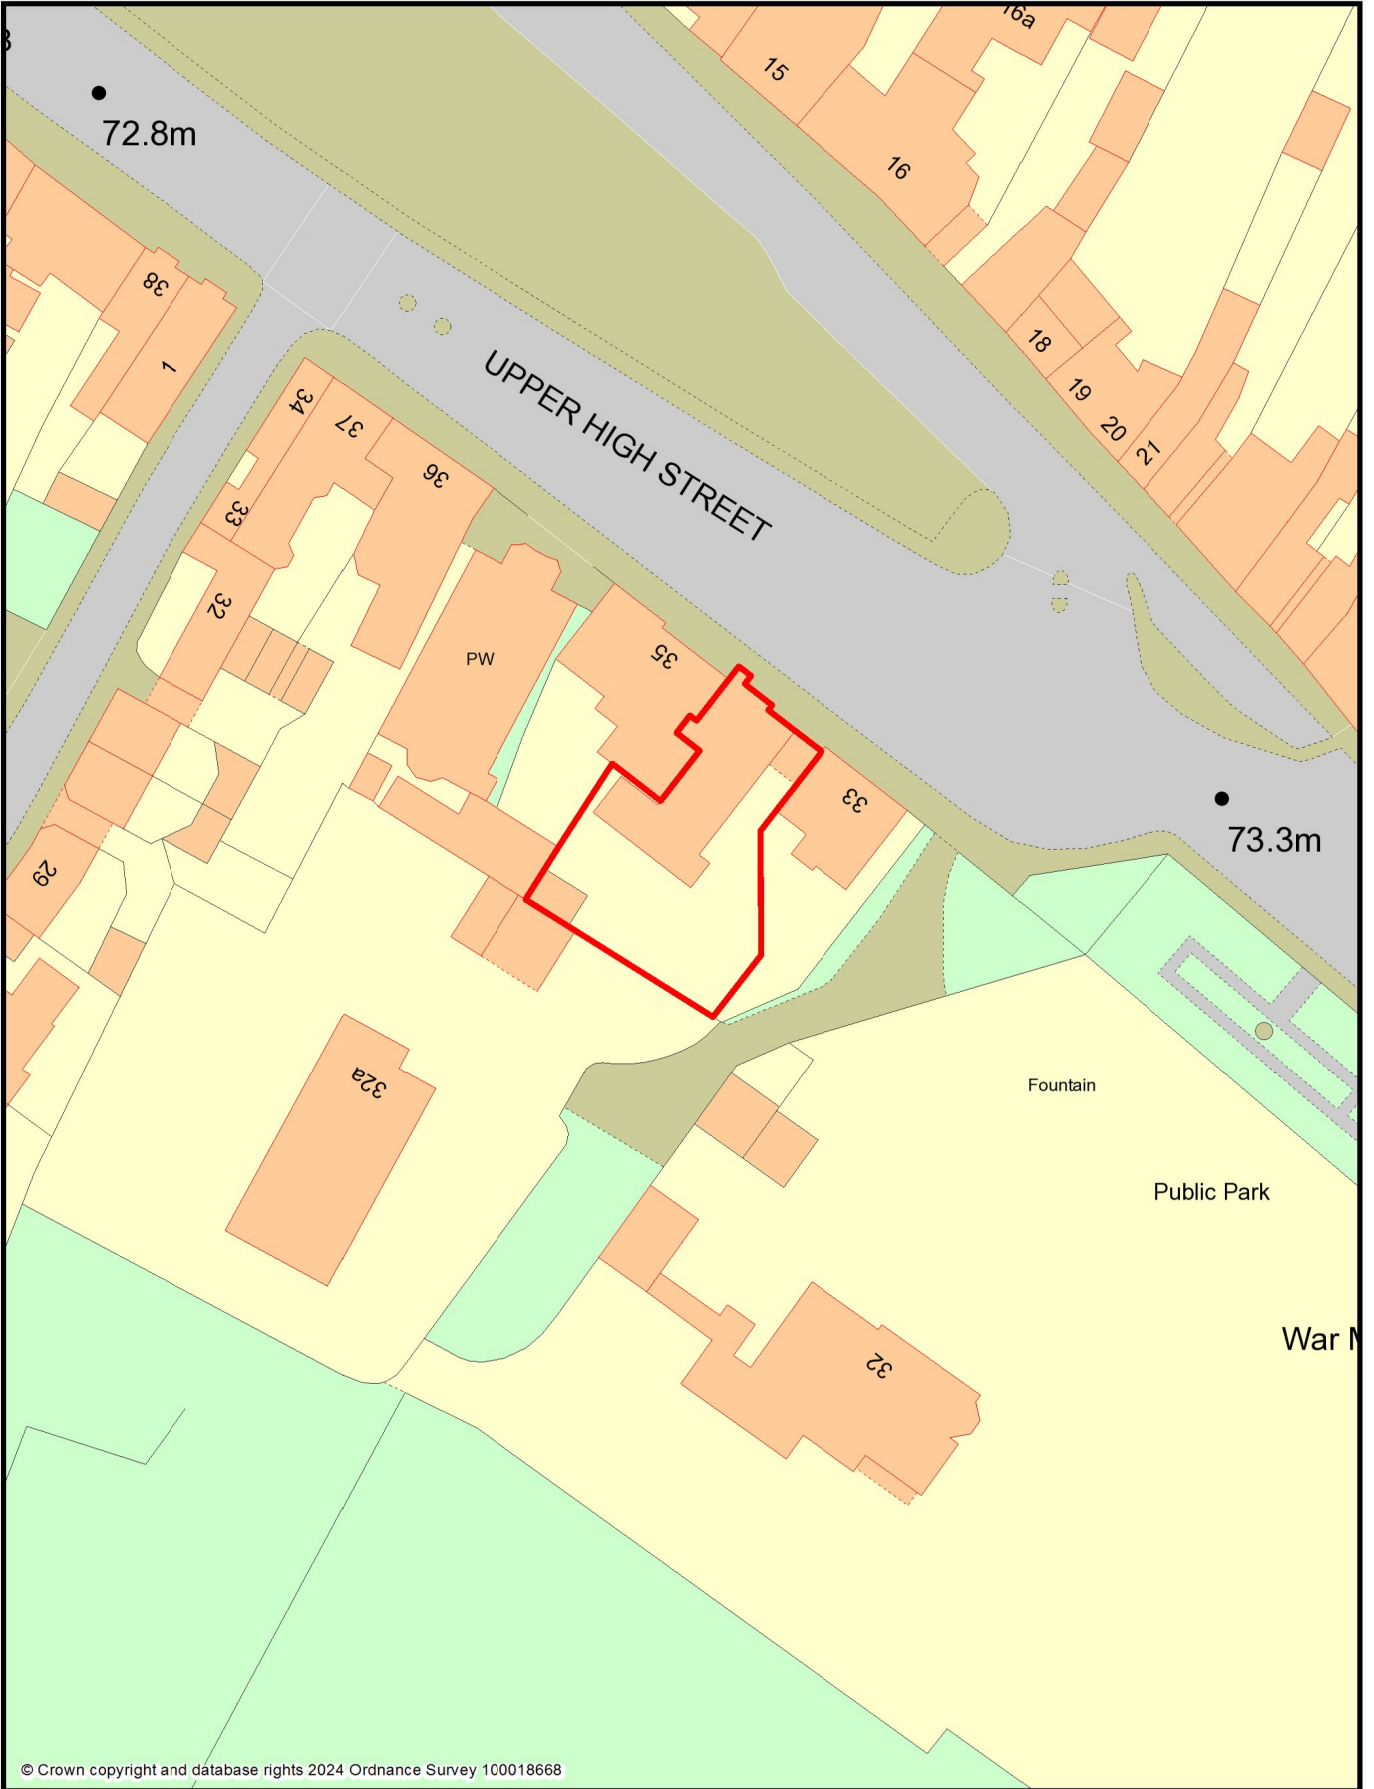 16a
15
72.8m
16
38
1
18
19
20
21
UPPER HIGH STREET
34
37
36
33
32
35
PW
33
73.3m
29
32a
Fountain
Public Park
War
32
© Crown copyright and database rights 2024 Ordnance Survey 100018668